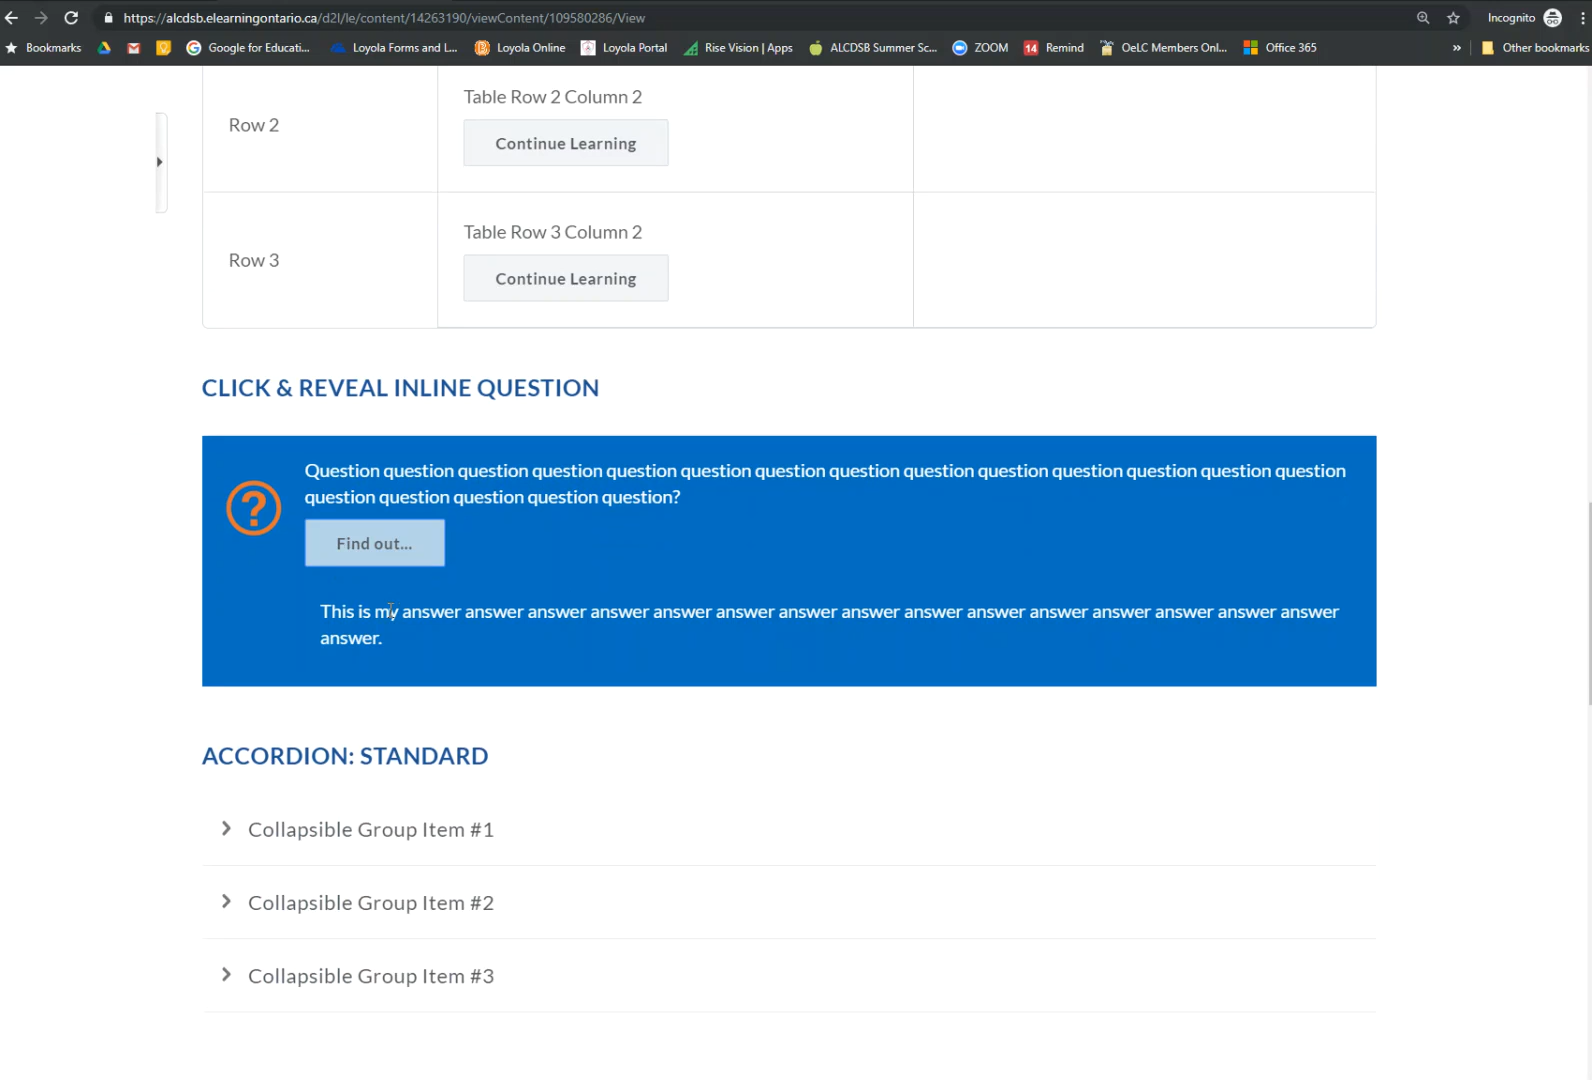 https://alcdsb.elearningontario.ca/d2l/le/content/14263190/viewContent/109580286/View
Incognito
Bookmarks
Google for Educati...
Loyola Forms and L...
Loyola Online
Loyola Portal
Rise Vision | Apps
ALCDSB Summer Sc...
ZOOM
14
Remind
OeLC Members Onl...
Office 365
»
Other bookmarks
Row 2
Table Row 2 Column 2
Continue Learning
Row 3
Table Row 3 Column 2
Continue Learning
CLICK & REVEAL INLINE QUESTION
Question question question question question question question question question question question question question question
question question question question question?
Find out...
This is my answer answer answer answer answer answer answer answer answer answer answer answer answer answer answer
answer.
ACCORDION: STANDARD
Collapsible Group Item #1
Collapsible Group Item #2
Collapsible Group Item #3